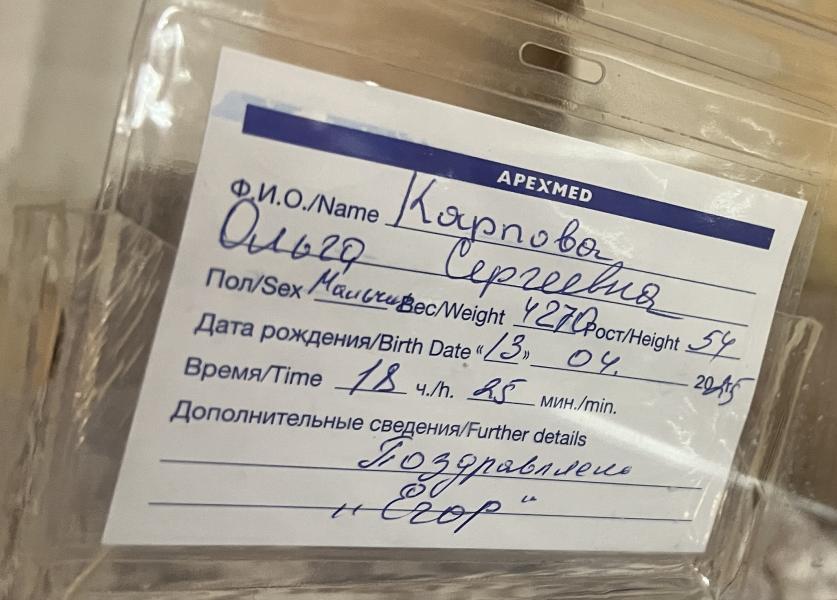 APEXMED
Ф.И.О./Name Карпова
Ольга Сергеевна
Пол/Sex Мальчик Вес/Weight 4270 Рост/Height 54
Дата рождения/Birth Date “13” 04. 2025
Время/Time 18 ч./h. 25 мин./min.
Дополнительные сведения/Further details
Поздравляем
„Егор“